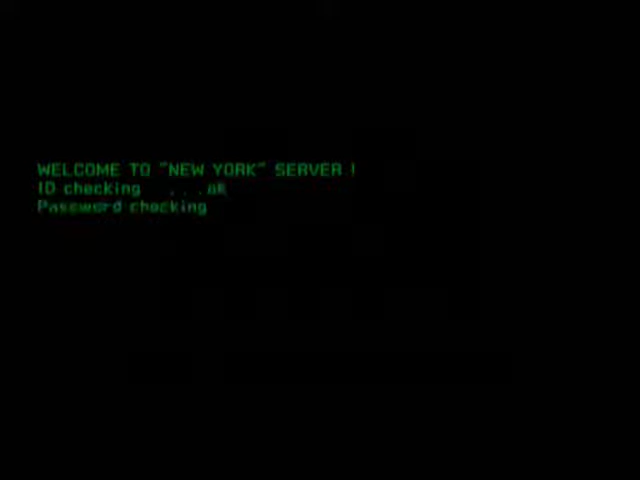 WELCOME TO "NEW YORK" SERVER !
ID checking ...ok
Password checking